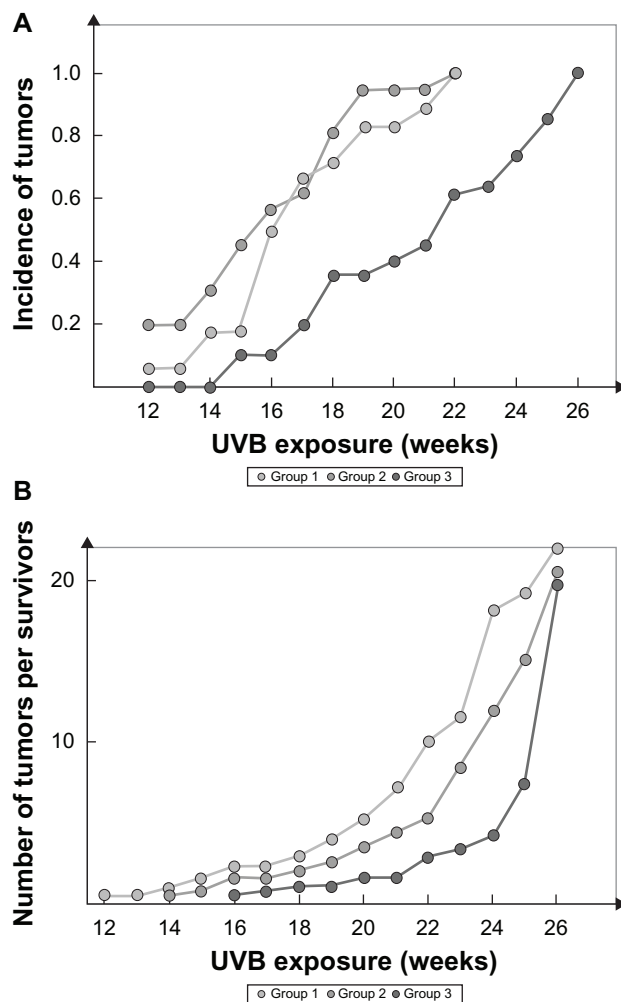 A
Incidence of tumors
1.0
0.8
0.6
0.4
0.2
12 14 16 18 20 22 24 26
UVB exposure (weeks)
Group 1 Group 2 Group 3
B
Number of tumors per survivors
20
10
12 14 16 18 20 22 24 26
UVB exposure (weeks)
Group 1 Group 2 Group 3